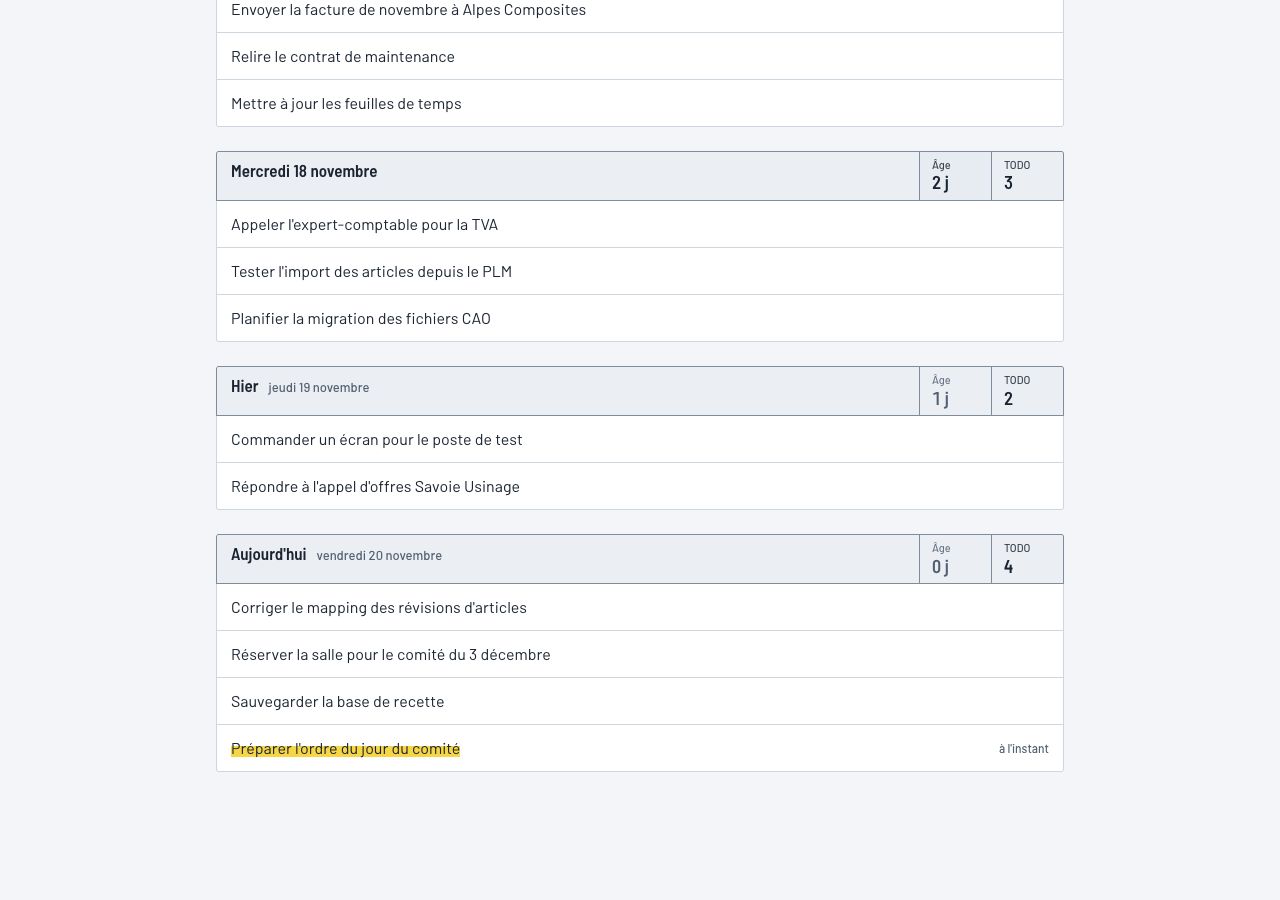 Envoyer la facture de novembre à Alpes Composites
Relire le contrat de maintenance
Mettre à jour les feuilles de temps
Mercredi 18 novembre
Âge
2 j
TODO
3
Appeler l'expert-comptable pour la TVA
Tester l'import des articles depuis le PLM
Planifier la migration des fichiers CAO
Hier jeudi 19 novembre
Âge
1 j
TODO
2
Commander un écran pour le poste de test
Répondre à l'appel d'offres Savoie Usinage
Aujourd'hui vendredi 20 novembre
Âge
0 j
TODO
4
Corriger le mapping des révisions d'articles
Réserver la salle pour le comité du 3 décembre
Sauvegarder la base de recette
Préparer l'ordre du jour du comité à l'instant